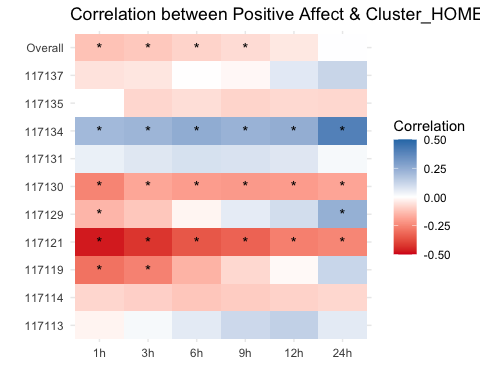 Correlation between Positive Affect & Cluster_HOME
Overall * * * *
117137
117135
117134 * * * * * *
117131
117130 * * * * * *
117129 * *
117121 * * * * * *
117119 * *
117114
117113
1h 3h 6h 9h 12h 24h
Correlation
0.50
0.25
0.00
-0.25
-0.50